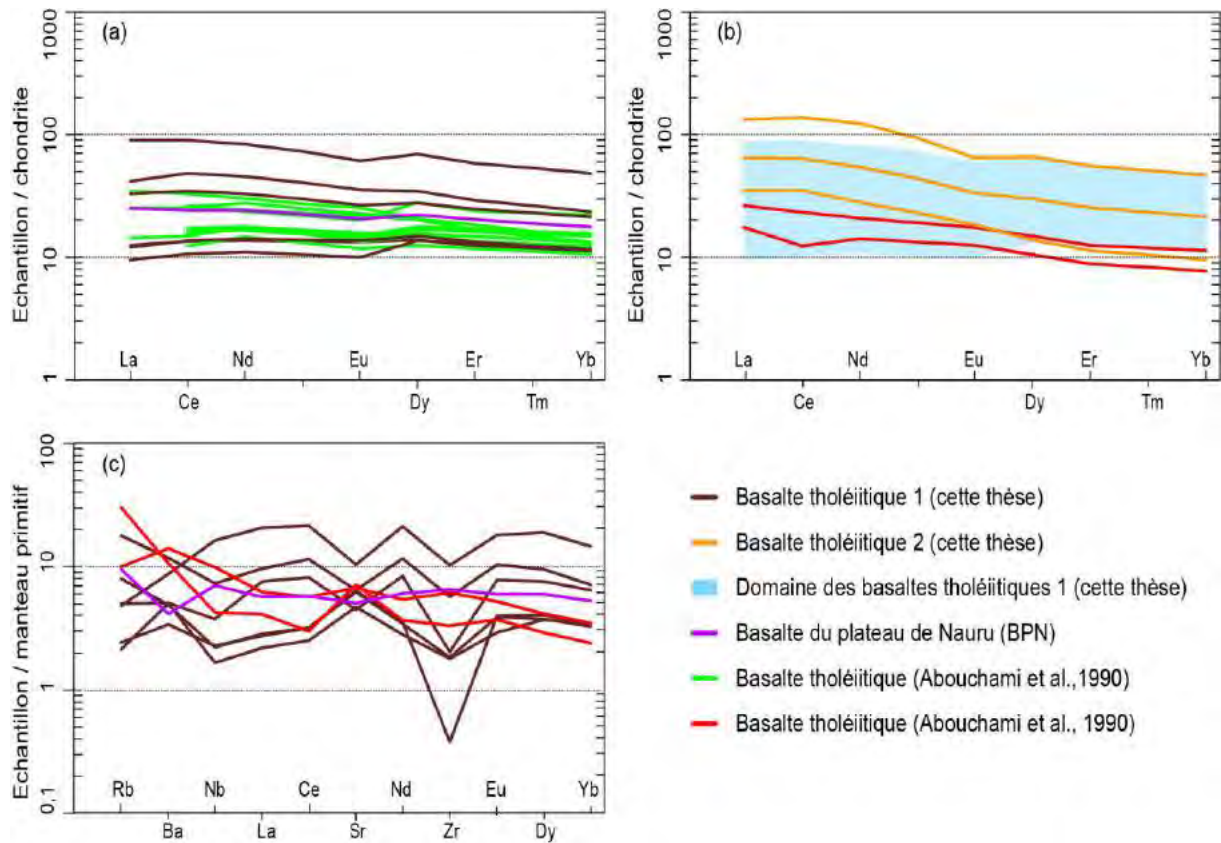 (a)
Echantillon / chondrite
1000
100
10
1
La Nd Eu Er Yb
Ce Dy Tm
(b)
Echantillon / chondrite
1000
100
10
1
La Nd Eu Er Yb
Ce Dy Tm
(c)
Echantillon / manteau primitif
100
10
1
0,1
Rb Nb Ce Nd Eu Yb
Ba La Sr Zr Dy
Basalte tholéiitique 1 (cette thèse)
Basalte tholéiitique 2 (cette thèse)
Domaine des basaltes tholéiitiques 1 (cette thèse)
Basalte du plateau de Nauru (BPN)
Basalte tholéiitique (Abouchami et al.,1990)
Basalte tholéiitique (Abouchami et al., 1990)